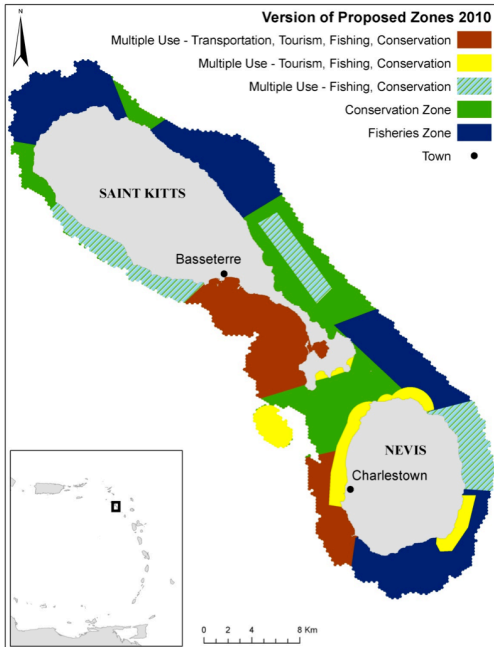 Version of Proposed Zones 2010
N
Multiple Use - Transportation, Tourism, Fishing, Conservation
Multiple Use - Tourism, Fishing, Conservation
Multiple Use - Fishing, Conservation
Conservation Zone
Fisheries Zone
Town
SAINT KITTS
Basseterre
NEVIS
Charlestown
0 2 4 8 Km